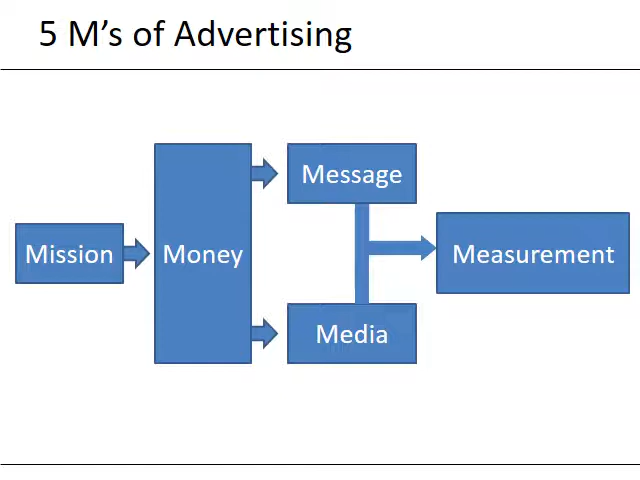 5 M's of Advertising
Mission
Money
Message
Media
Measurement